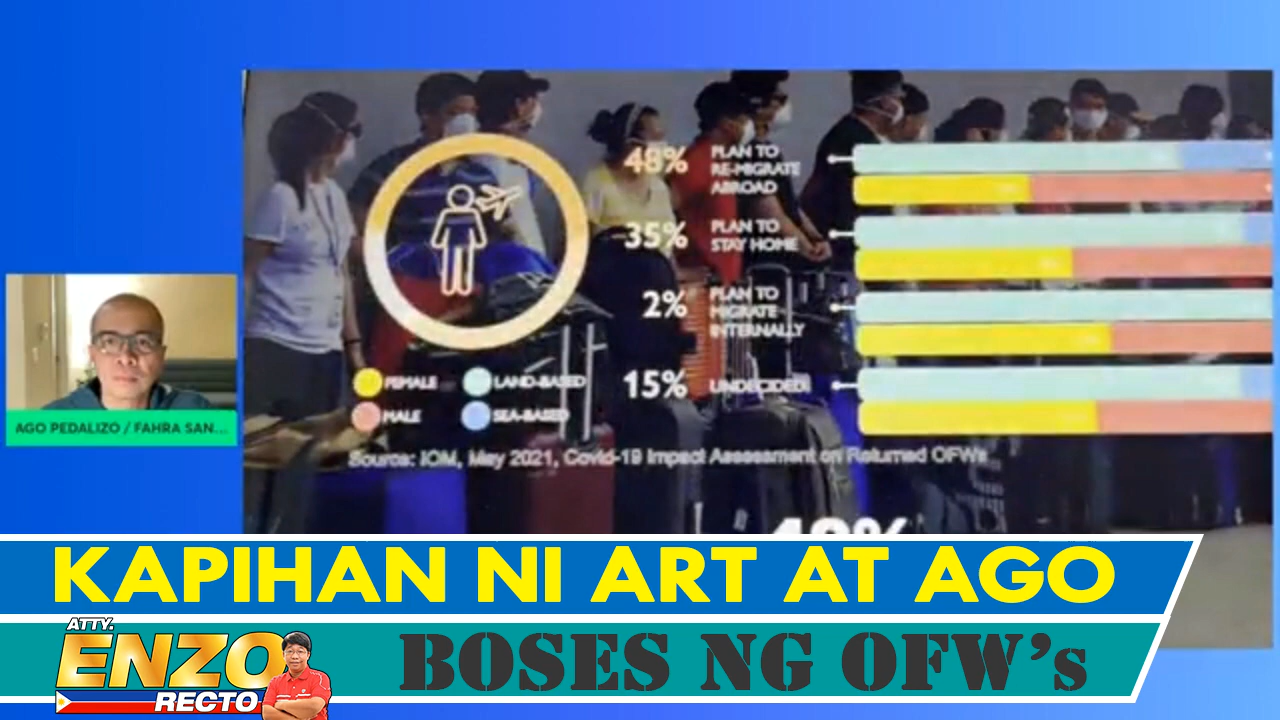 48% PLAN TO
RE-MIGRATE
ABROAD
35% PLAN TO
STAY HOME
2% PLAN TO
MIGRATE
INTERNALLY
15% UNDECIDED
FEMALE LAND-BASED
MALE SEA-BASED
Source: IOM, May 2021, Covid-19 Impact Assessment on Returned OFWs
AGO PEDALIZO / FAHRA SAN...
KAPIHAN NI ART AT AGO
ATTY.
ENZO
RECTO
BOSES NG OFW's